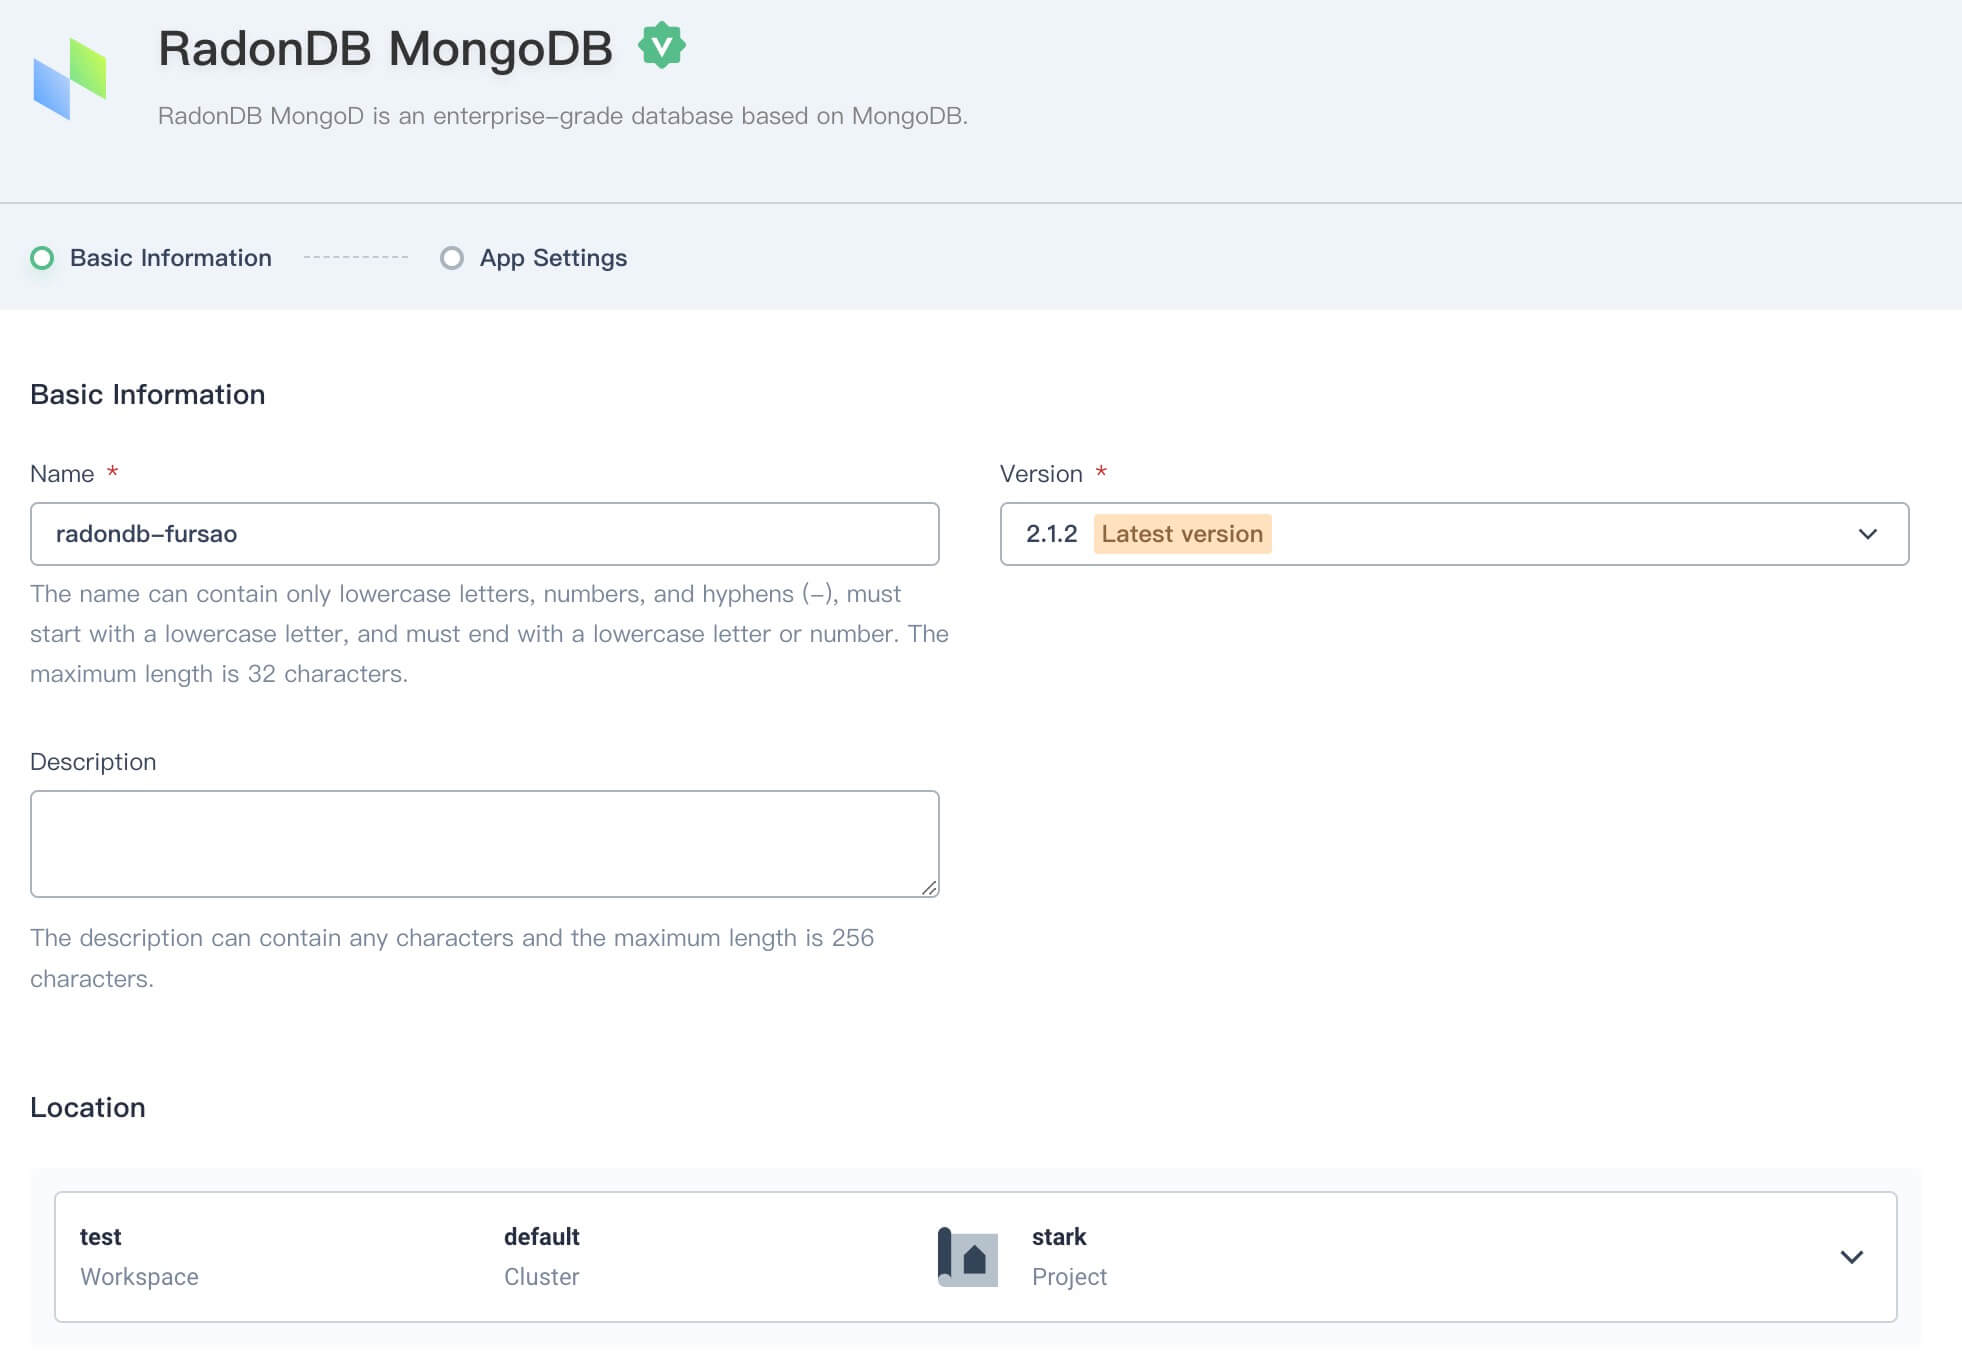 RadonDB MongoDB
RadonDB MongoD is an enterprise-grade database based on MongoDB.
Basic Information
App Settings
Basic Information
Name *
Version *
radondb-fursao
2.1.2 Latest version
The name can contain only lowercase letters, numbers, and hyphens (-), must
start with a lowercase letter, and must end with a lowercase letter or number. The
maximum length is 32 characters.
Description
The description can contain any characters and the maximum length is 256
characters.
Location
test
Workspace
default
Cluster
stark
Project